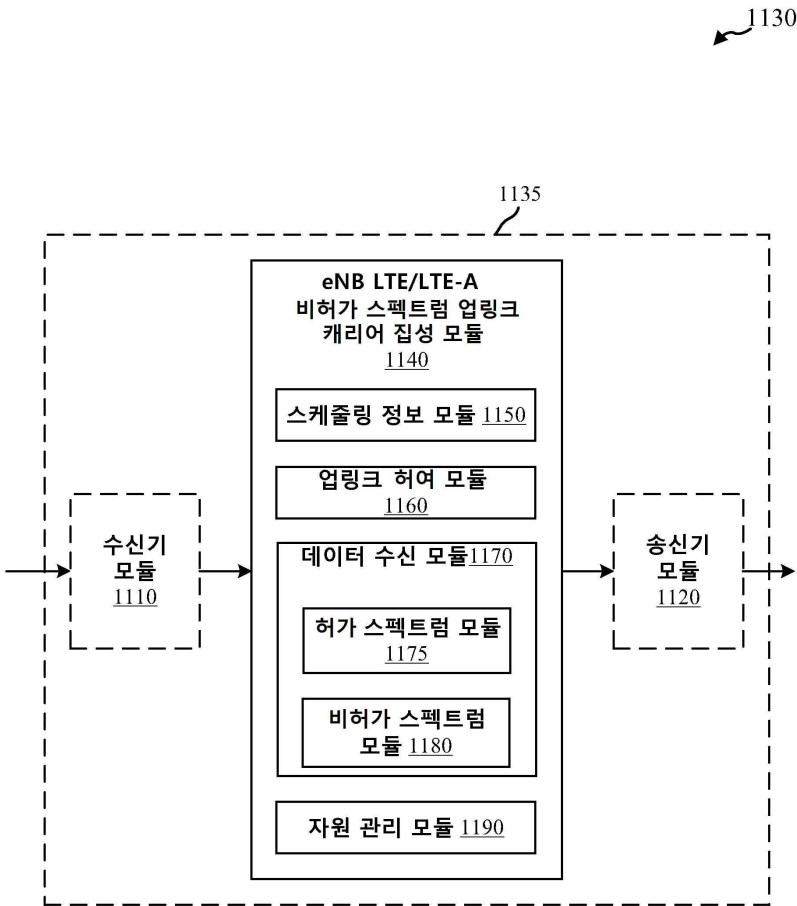 1130
1135
eNB LTE/LTE-A
비허가 스펙트럼 업링크
캐리어 집성 모듈
1140
스케줄링 정보 모듈 1150
업링크 허여 모듈
1160
데이터 수신 모듈1170
허가 스펙트럼 모듈
1175
비허가 스펙트럼
모듈 1180
자원 관리 모듈 1190
수신기
모듈
1110
송신기
모듈
1120